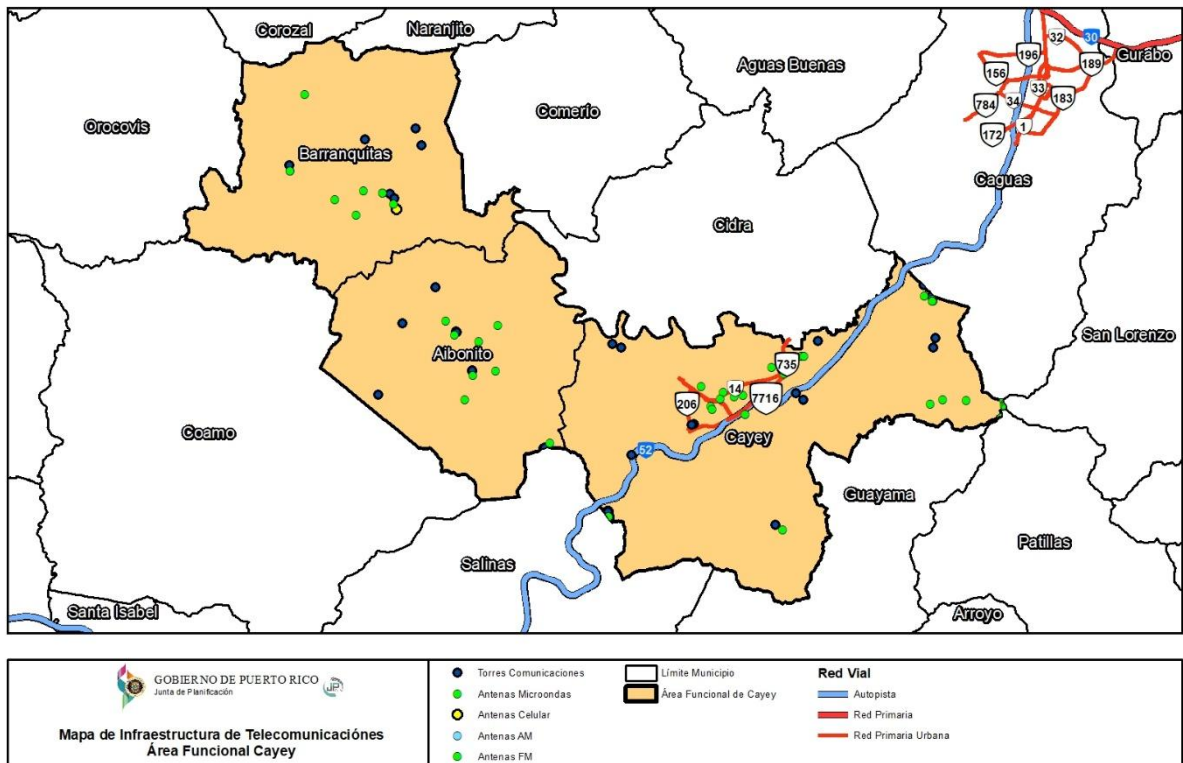 Corozal
Naranjito
Orocovis
Barranquitas
Comerío
Aguas Buenas
Gurabo
32
30
196
189
156
33
183
784
34
172
1
Caguas
Cidra
San Lorenzo
Aibonito
735
14
7716
206
Coamo
Cayey
52
Guayama
Salinas
Patillas
Santa Isabel
Arroyo
GOBIERNO DE PUERTO RICO
Junta de Planificación
JP
Mapa de Infraestructura de Telecomunicaciónes
Área Funcional Cayey
Torres Comunicaciones
Antenas Microondas
Antenas Celular
Antenas AM
Antenas FM
Límite Municipio
Área Funcional de Cayey
Red Vial
Autopista
Red Primaria
Red Primaria Urbana